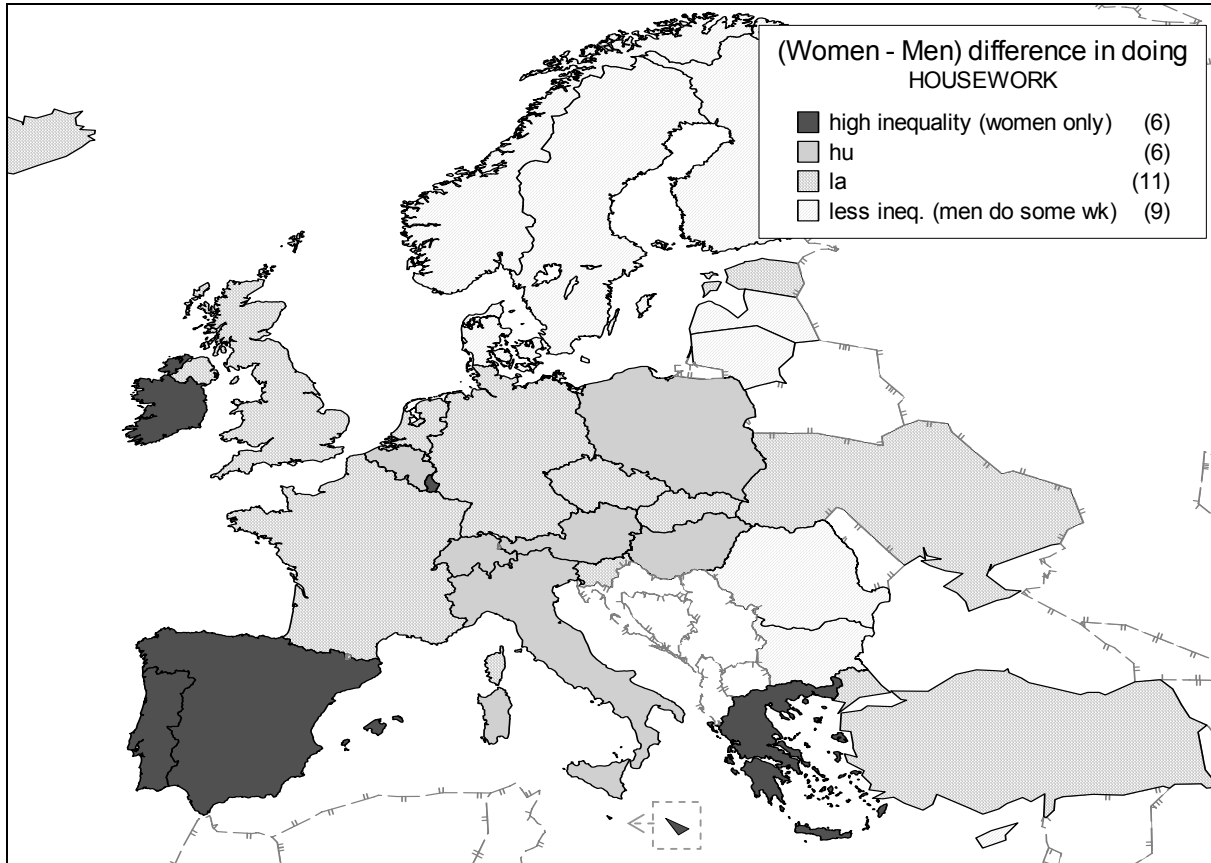 (Women - Men) difference in doing
HOUSEWORK
high inequality (women only) (6)
hu (6)
la (11)
less ineq. (men do some wk) (9)